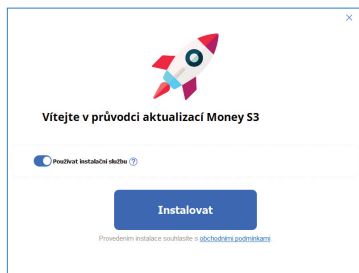 Vítejte v průvodci aktualizací Money S3
Používat instalační službu ?
Instalovat
Provedením instalace souhlasíte s obchodními podmínkami